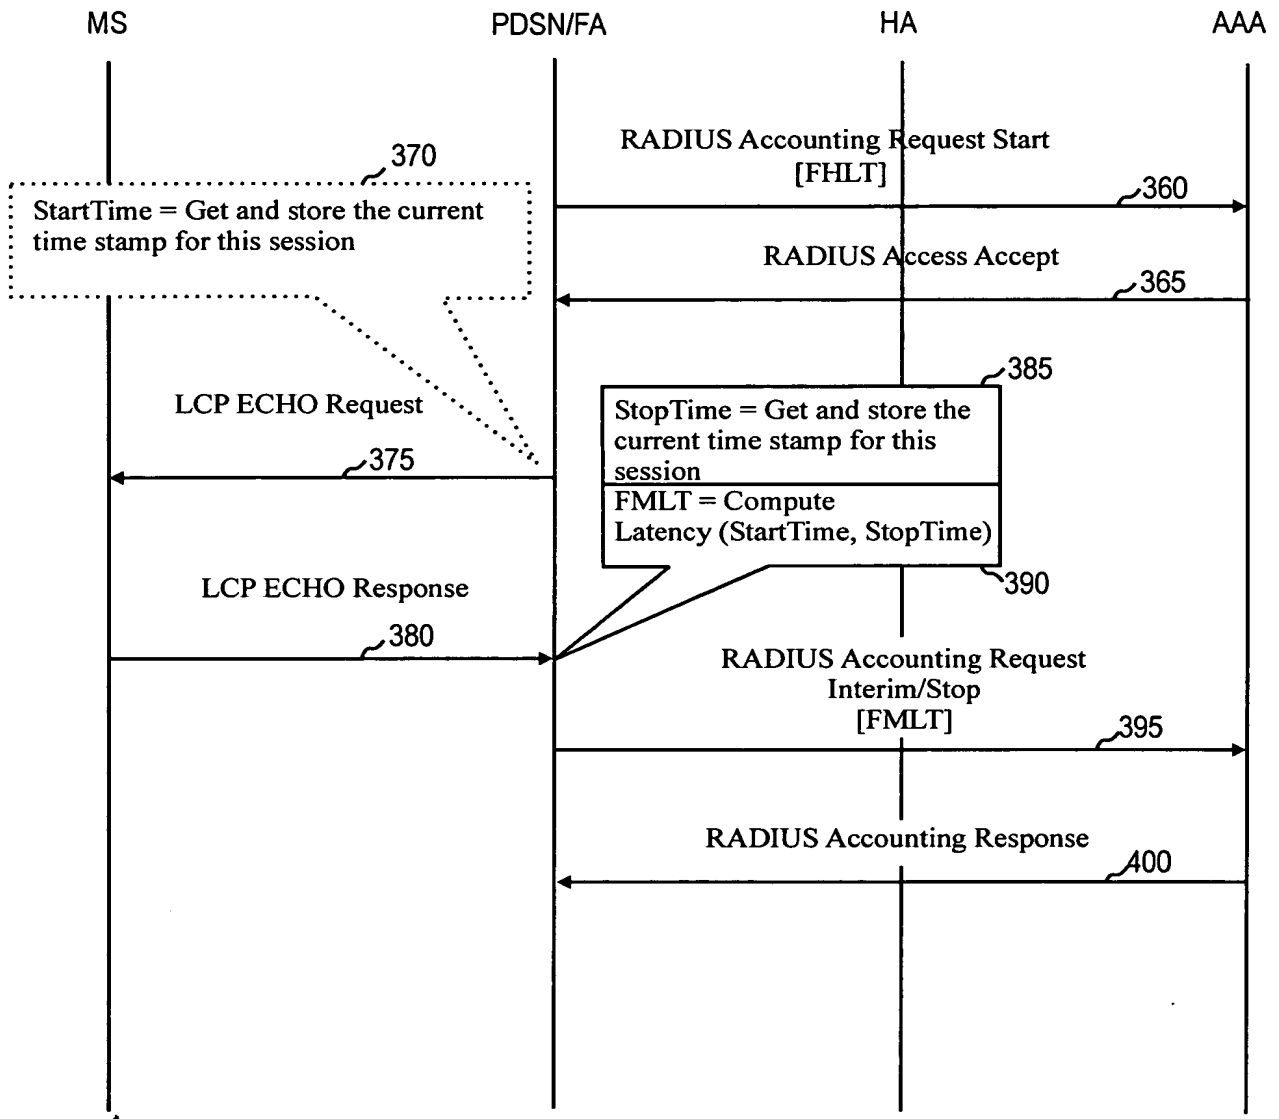 MS PDSN/FA HA AAA
RADIUS Accounting Request Start
[FHLT]
360
370
StartTime = Get and store the current
time stamp for this session
RADIUS Access Accept
365
385
StopTime = Get and store the
current time stamp for this
session
FMLT = Compute
Latency (StartTime, StopTime)
390
LCP ECHO Request
375
LCP ECHO Response
380
RADIUS Accounting Request
Interim/Stop
[FMLT]
395
RADIUS Accounting Response
400